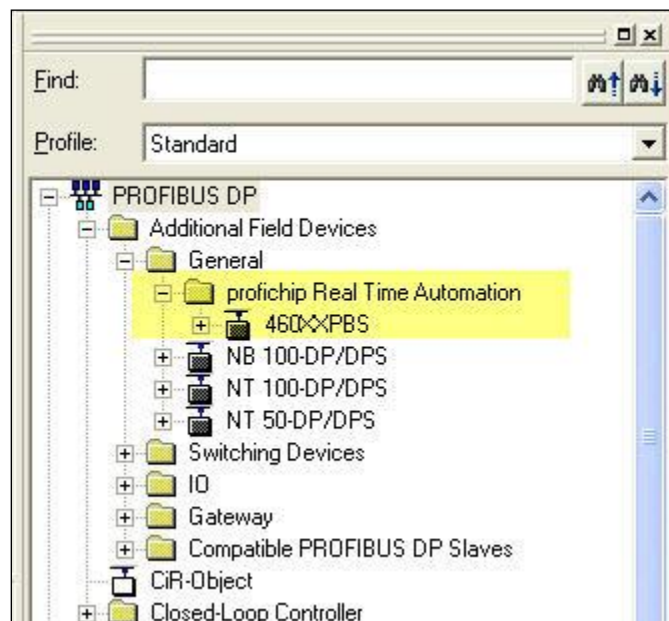 Find:
Profile: Standard
PROFIBUS DP
Additional Field Devices
General
profichip Real Time Automation
460XXPBS
NB 100-DP/DPS
NT 100-DP/DPS
NT 50-DP/DPS
Switching Devices
IO
Gateway
Compatible PROFIBUS DP Slaves
CiR-Object
Closed-Loop Controller